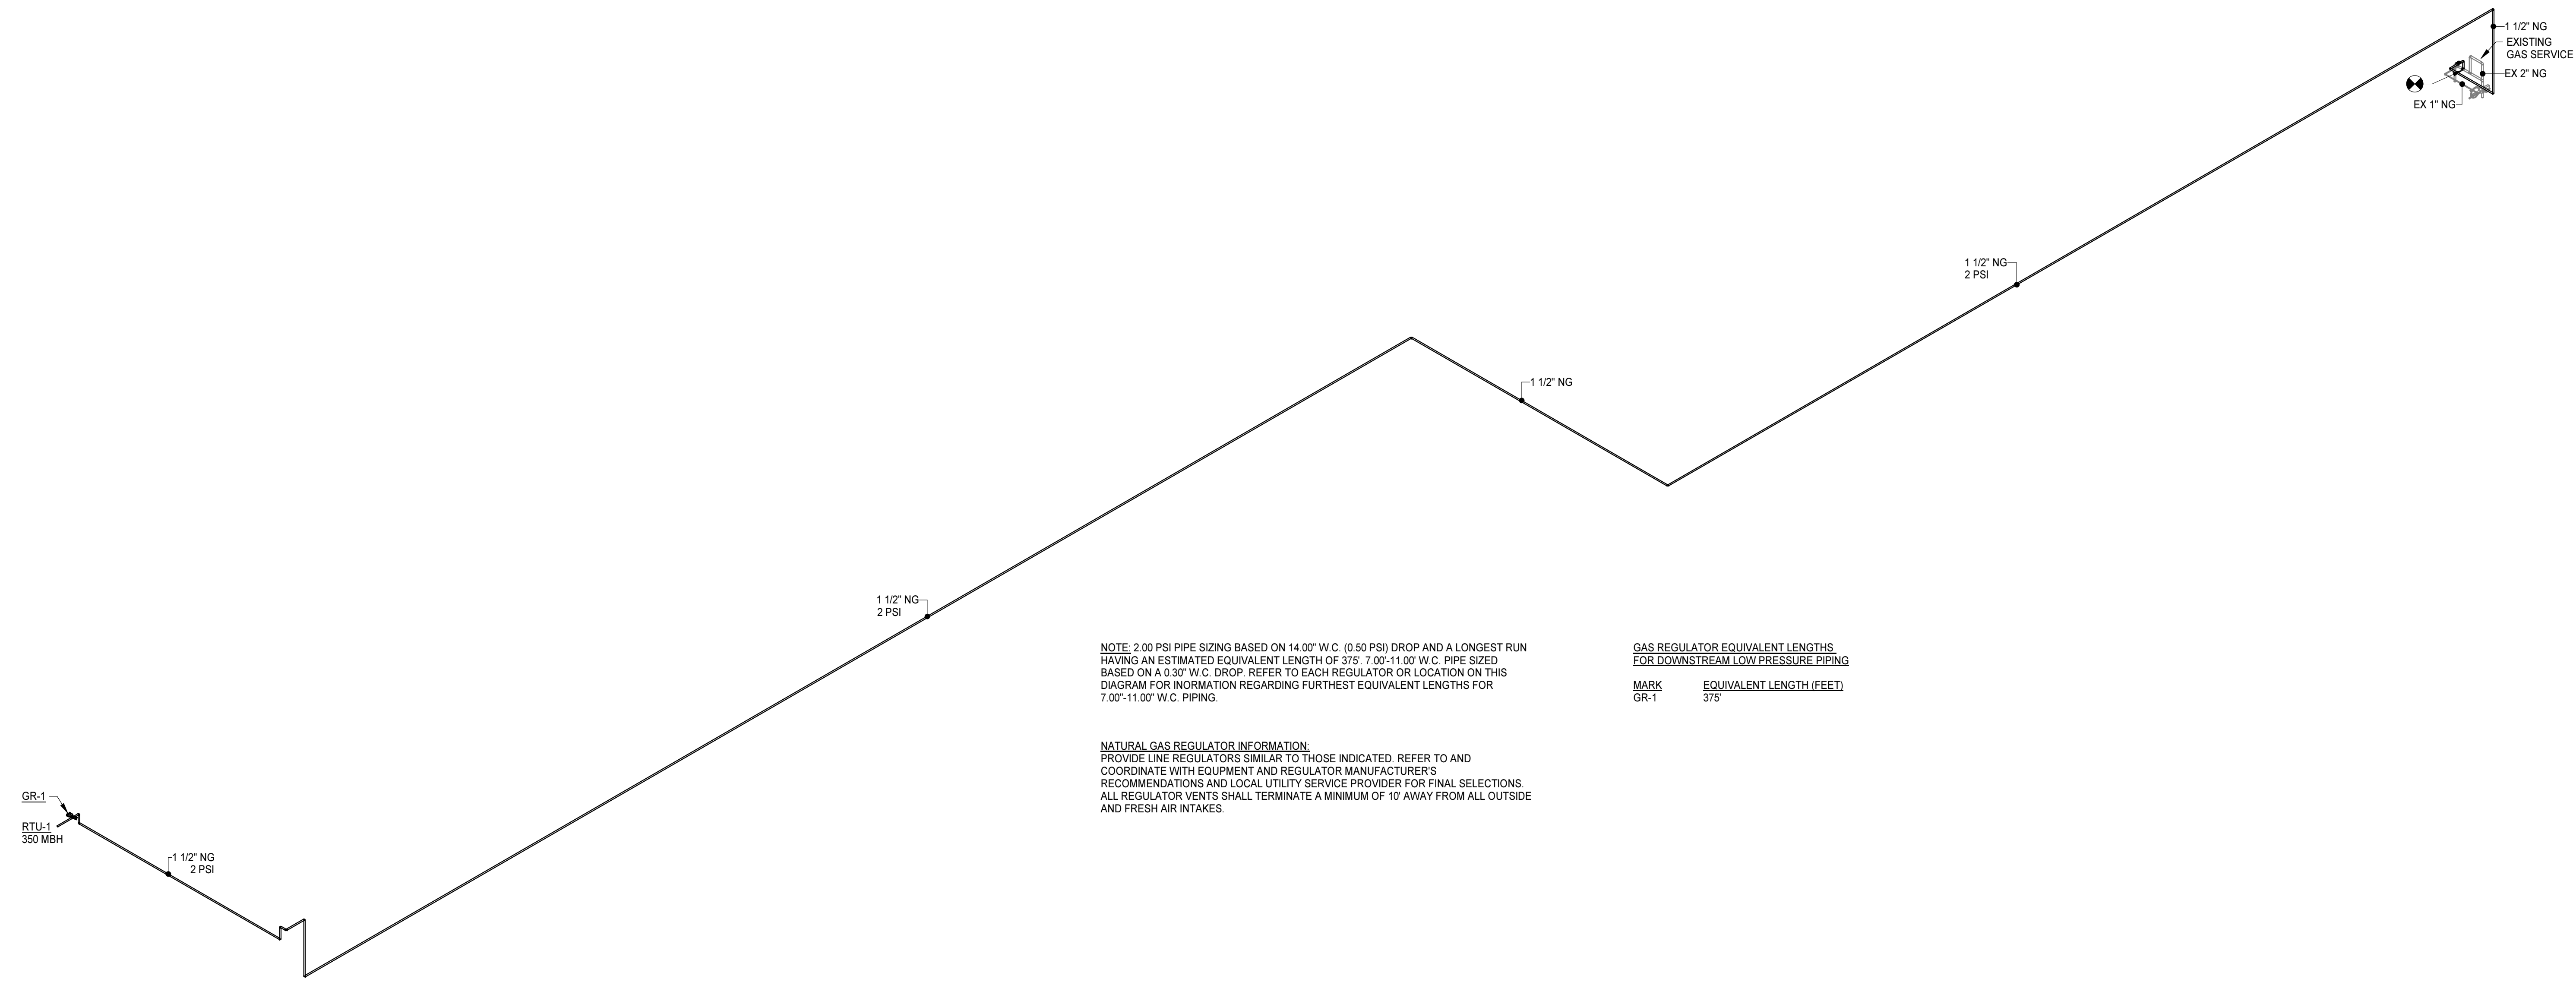 1 1/2" NG
EXISTING
GAS SERVICE
EX 2" NG
EX 1" NG
1 1/2" NG
2 PSI
1 1/2" NG
1 1/2" NG
2 PSI
NOTE: 2.00 PSI PIPE SIZING BASED ON 14.00" W.C. (0.50 PSI) DROP AND A LONGEST RUN
HAVING AN ESTIMATED EQUIVALENT LENGTH OF 375'. 7.00'-11.00' W.C. PIPE SIZED
BASED ON A 0.30" W.C. DROP. REFER TO EACH REGULATOR OR LOCATION ON THIS
DIAGRAM FOR INORMATION REGARDING FURTHEST EQUIVALENT LENGTHS FOR
7.00"-11.00" W.C. PIPING.
GAS REGULATOR EQUIVALENT LENGTHS
FOR DOWNSTREAM LOW PRESSURE PIPING
MARK EQUIVALENT LENGTH (FEET)
GR-1 375'
NATURAL GAS REGULATOR INFORMATION:
PROVIDE LINE REGULATORS SIMILAR TO THOSE INDICATED. REFER TO AND
COORDINATE WITH EQUPMENT AND REGULATOR MANUFACTURER'S
RECOMMENDATIONS AND LOCAL UTILITY SERVICE PROVIDER FOR FINAL SELECTIONS.
ALL REGULATOR VENTS SHALL TERMINATE A MINIMUM OF 10' AWAY FROM ALL OUTSIDE
AND FRESH AIR INTAKES.
GR-1
RTU-1
350 MBH
1 1/2" NG
2 PSI